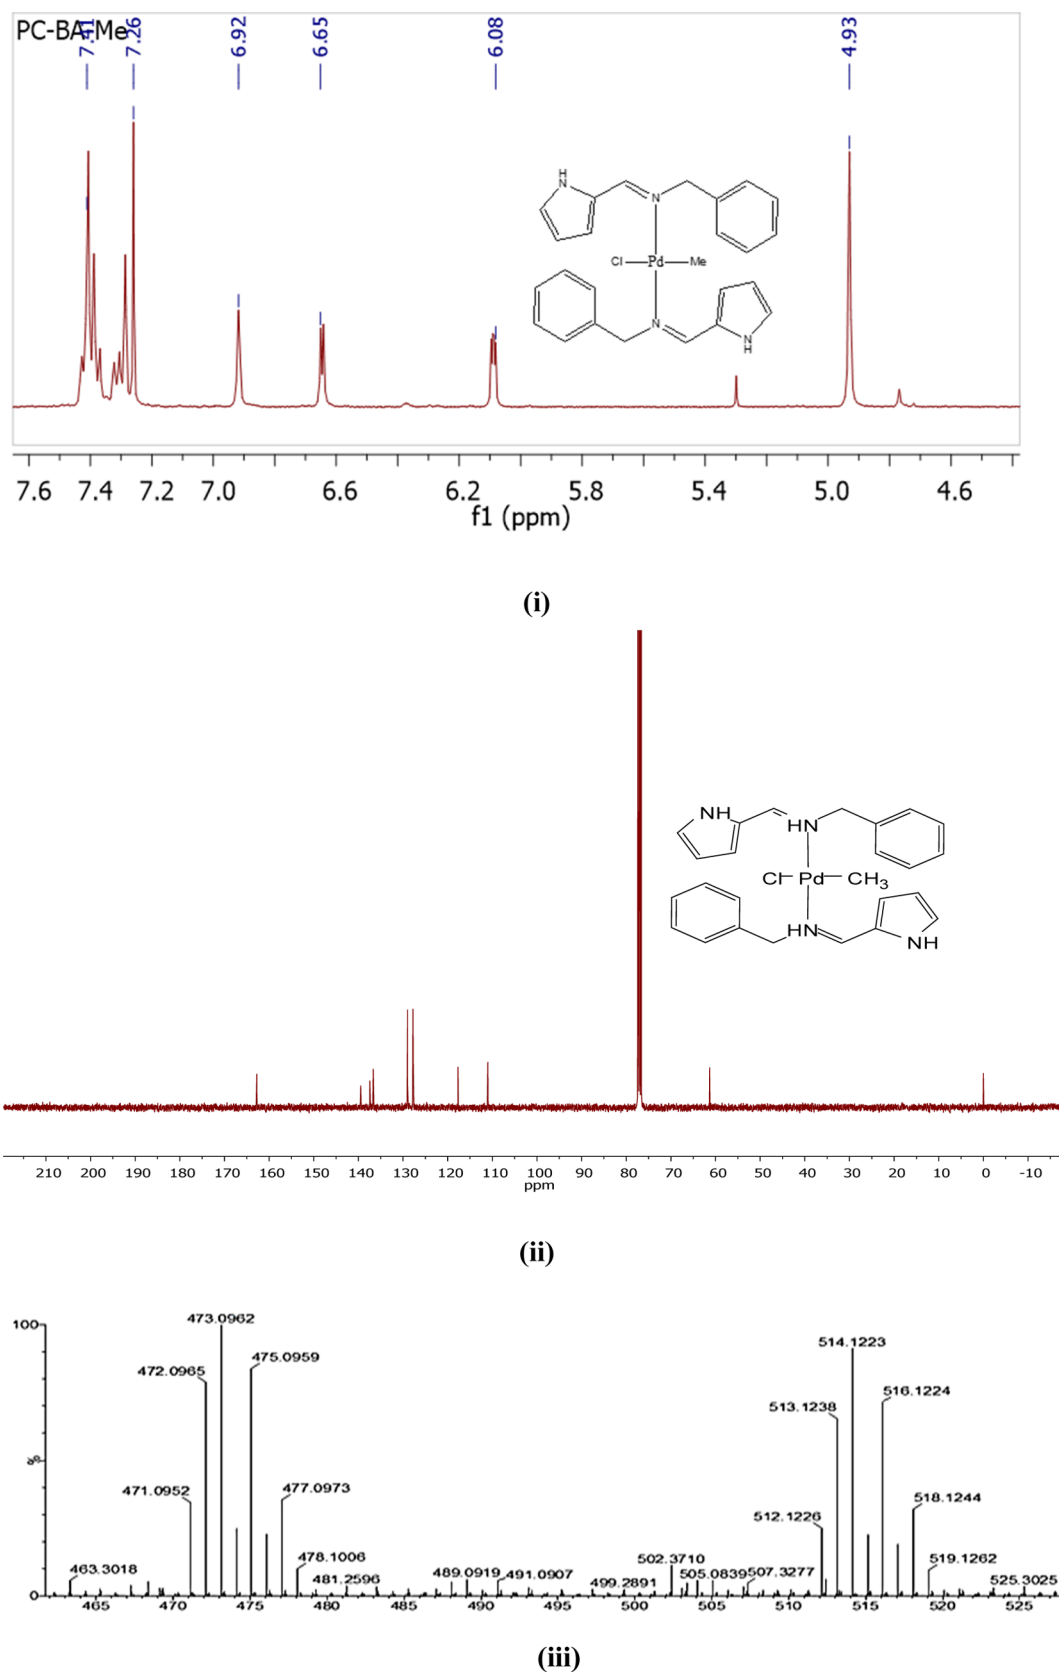 PC-BA-Me
7.41 7.26 6.92 6.65 6.08 4.93
H
N
N
Cl Pd Me
N
N
H
7.6 7.4 7.2 7.0 6.6 6.2 5.8 5.4 5.0 4.6
f1 (ppm)
(i)
NH
HN
Cl Pd CH3
HN
NH
210 200 190 180 170 160 150 140 130 120 110 100 90 80 70 60 50 40 30 20 10 0 -10
ppm
(ii)
100
473.0962
514.1223
475.0959
472.0965
516.1224
513.1238
%
471.0952
477.0973
518.1244
512.1226
478.1006
502.3710
519.1262
463.3018
481.2596
489.0919
491.0907
499.2891
505.0839
507.3277
525.3025
0
465 470 475 480 485 490 495 500 505 510 515 520 525
(iii)